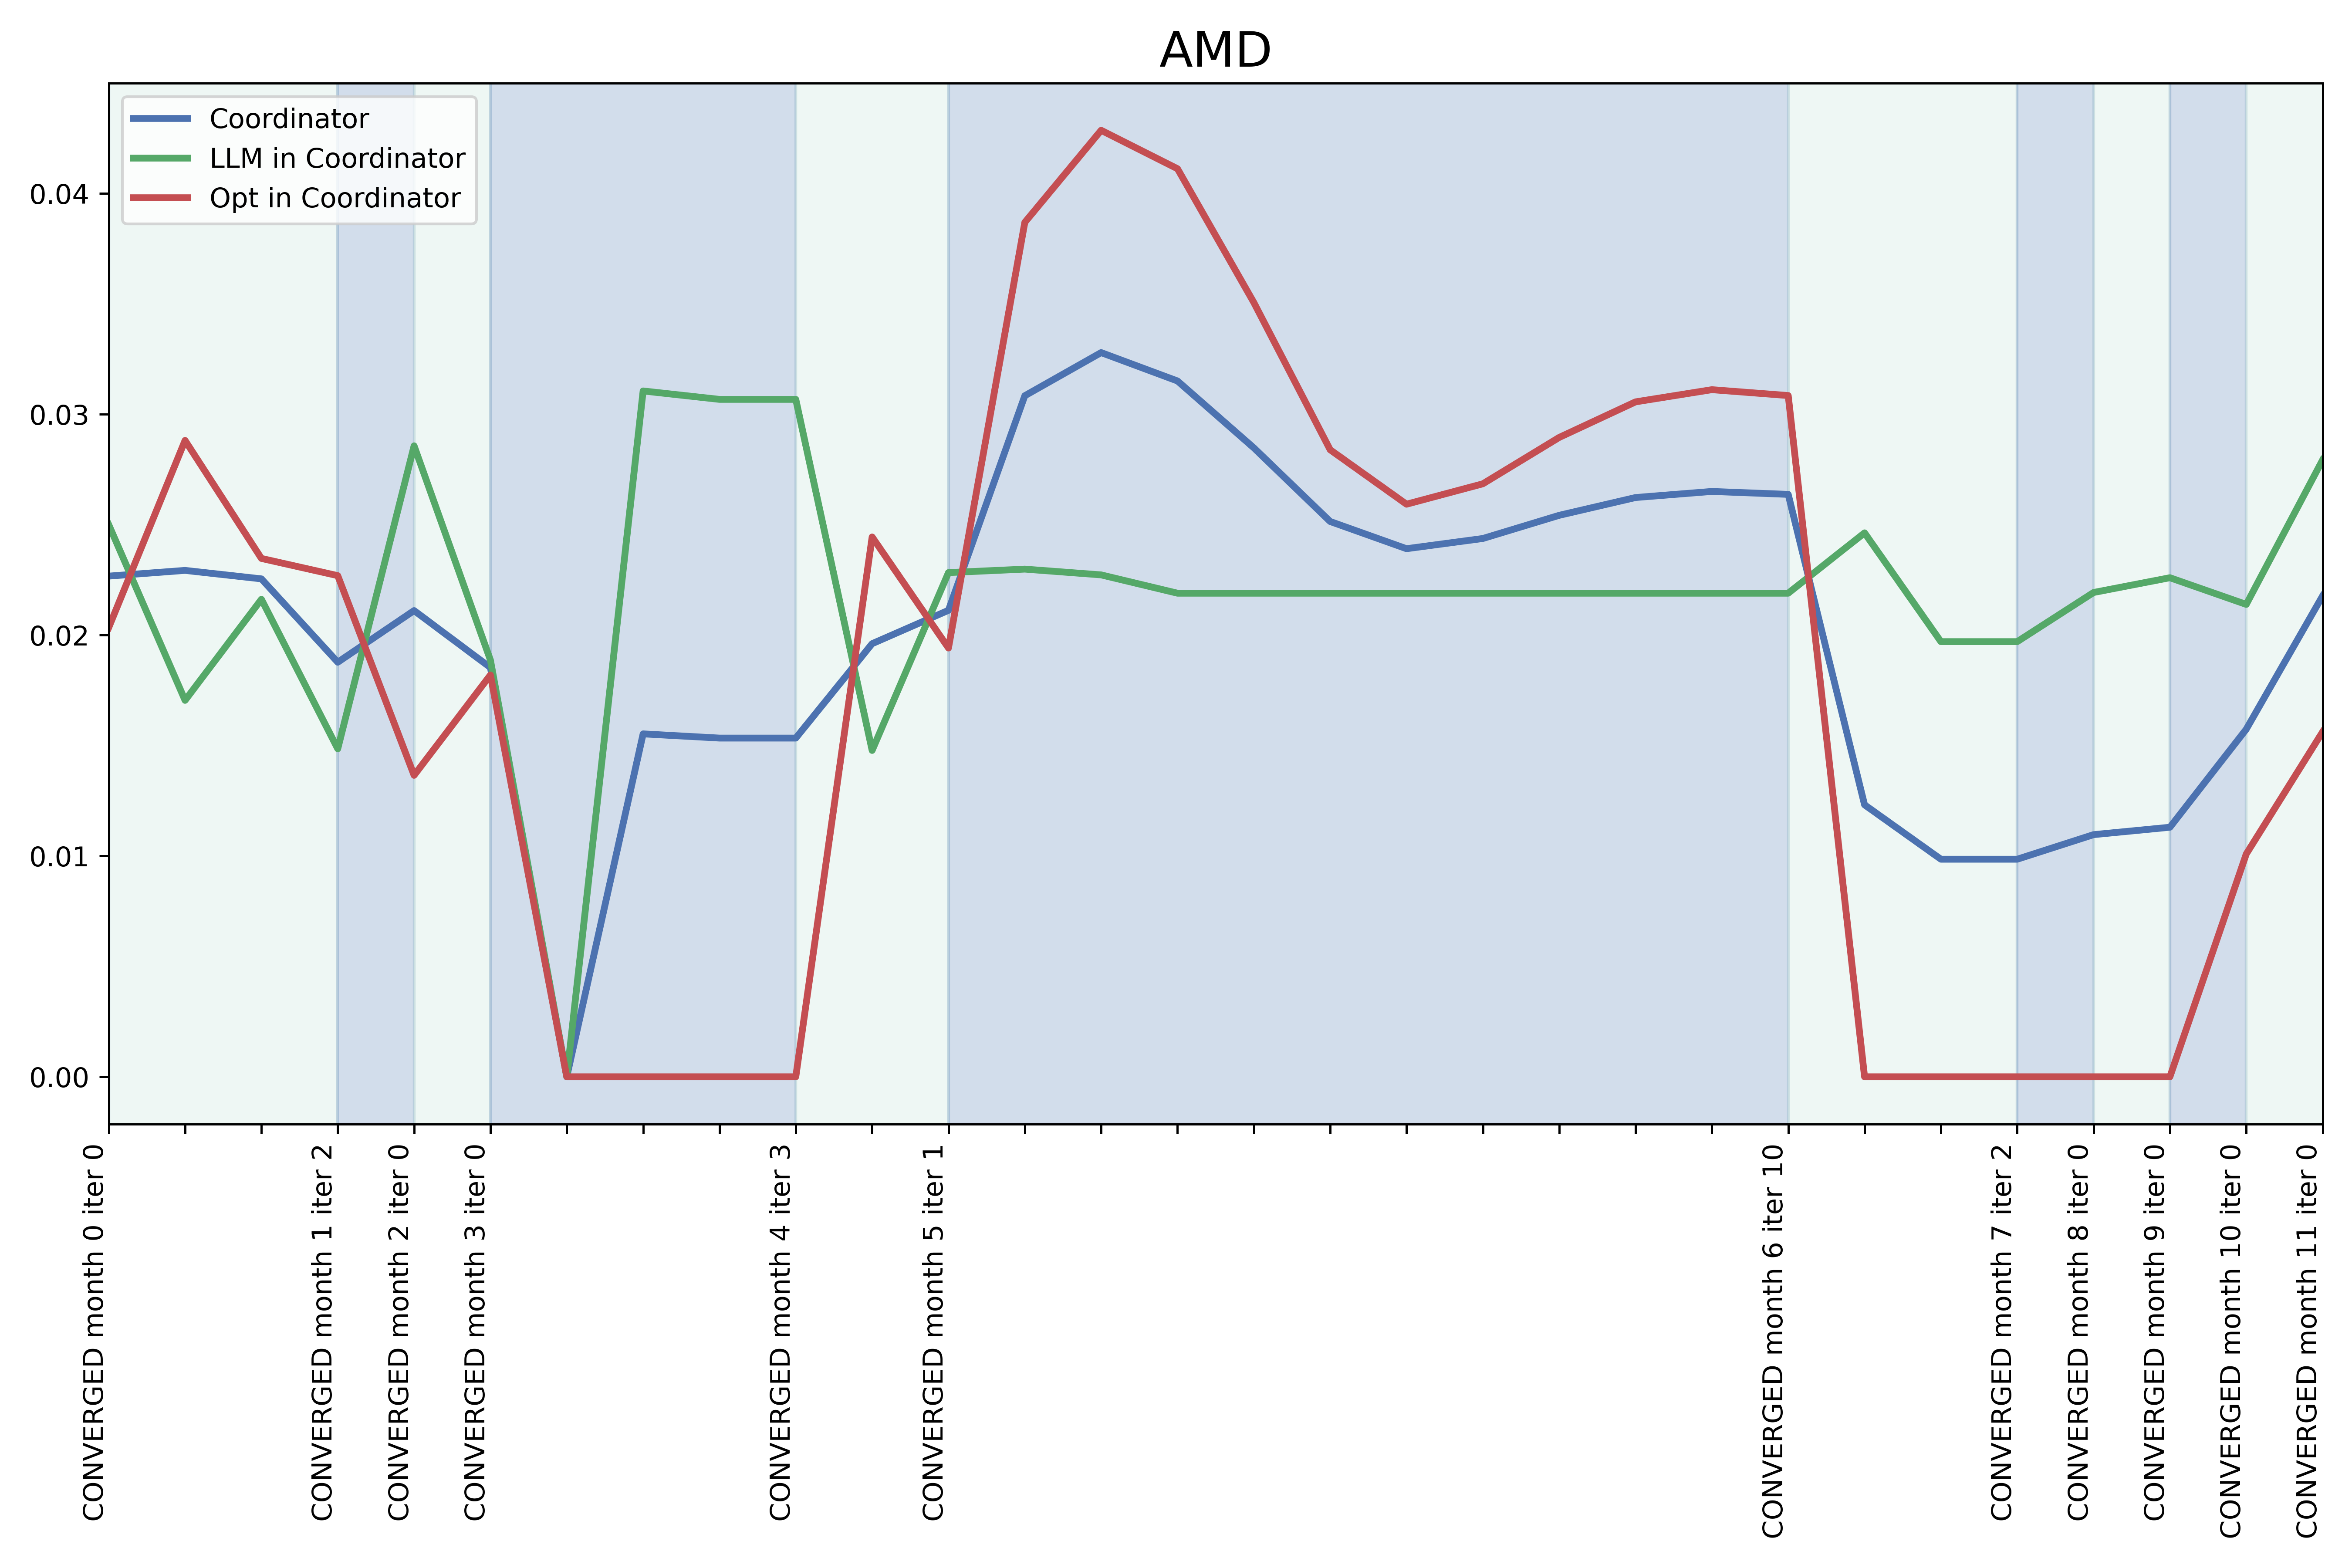 AMD
Coordinator
LLM in Coordinator
Opt in Coordinator
0.04
0.03
0.02
0.01
0.00
CONVERGED month 0 iter 0
CONVERGED month 1 iter 2
CONVERGED month 2 iter 0
CONVERGED month 3 iter 0
CONVERGED month 4 iter 3
CONVERGED month 5 iter 1
CONVERGED month 6 iter 10
CONVERGED month 7 iter 2
CONVERGED month 8 iter 0
CONVERGED month 9 iter 0
CONVERGED month 10 iter 0
CONVERGED month 11 iter 0